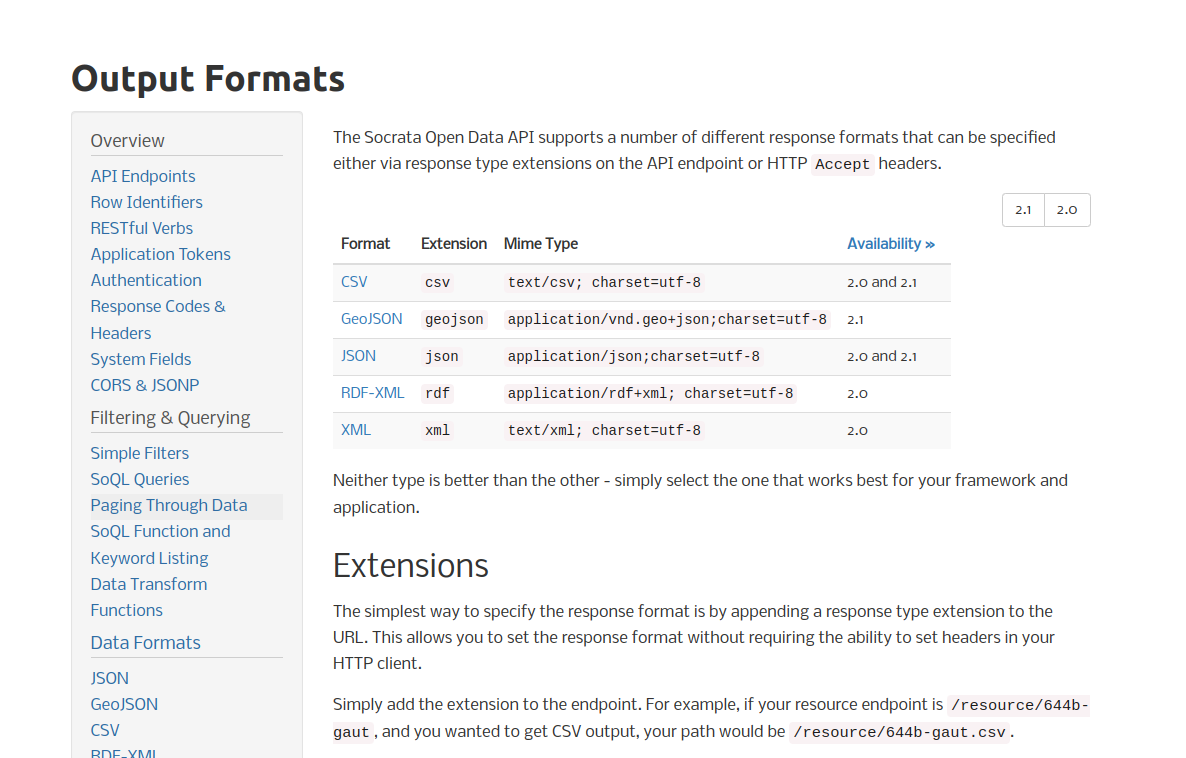 Output Formats
Overview
API Endpoints
Row Identifiers
RESTful Verbs
Application Tokens
Authentication
Response Codes &
Headers
System Fields
CORS & JSONP
Filtering & Querying
Simple Filters
SoQL Queries
Paging Through Data
SoQL Function and
Keyword Listing
Data Transform
Functions
Data Formats
JSON
GeoJSON
CSV
RDF-XML
The Socrata Open Data API supports a number of different response formats that can be specified
either via response type extensions on the API endpoint or HTTP Accept headers.
2.1 2.0
Format Extension Mime Type Availability »
CSV csv text/csv; charset=utf-8 2.0 and 2.1
GeoJSON geojson application/vnd.geo+json;charset=utf-8 2.1
JSON json application/json;charset=utf-8 2.0 and 2.1
RDF-XML rdf application/rdf+xml; charset=utf-8 2.0
XML xml text/xml; charset=utf-8 2.0
Neither type is better than the other - simply select the one that works best for your framework and
application.
Extensions
The simplest way to specify the response format is by appending a response type extension to the
URL. This allows you to set the response format without requiring the ability to set headers in your
HTTP client.
Simply add the extension to the endpoint. For example, if your resource endpoint is /resource/644b-
gaut, and you wanted to get CSV output, your path would be /resource/644b-gaut.csv.